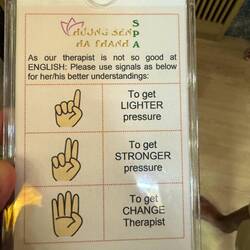 HƯƠNG SEN
HA THANH
SPA
As our therapist is not so good at
ENGLISH: Please use signals as below
for her/his better understandings:
To get
LIGHTER
pressure
To get
STRONGER
pressure
To get
CHANGE
Therapist